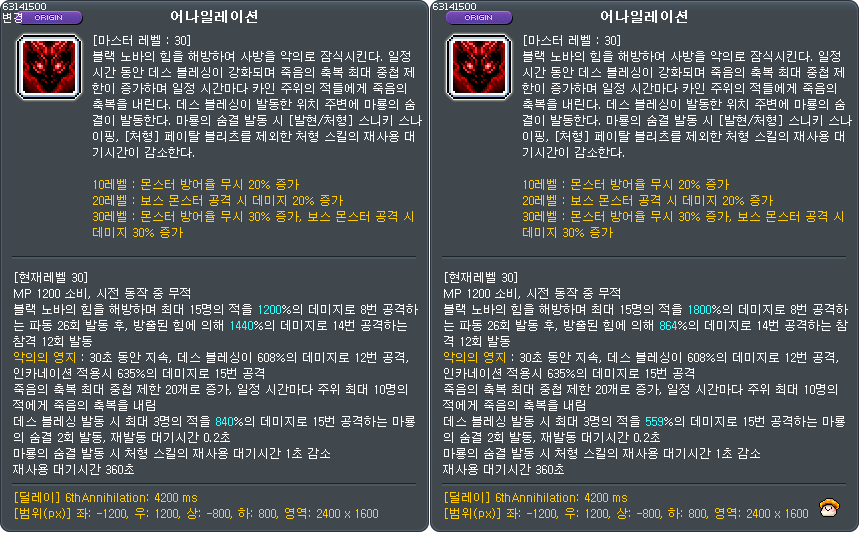 63141500
변경 ORIGIN
어나일레이션
[마스터 레벨 : 30]
블랙 노바의 힘을 해방하여 사방을 악의로 잠식시킨다. 일정
시간 동안 데스 블레싱이 강화되며 죽음의 축복 최대 중첩 제
한이 증가하며 일정 시간마다 카인 주위의 적들에게 죽음의
축복을 내린다. 데스 블레싱이 발동한 위치 주변에 마룡의 숨
결이 발동한다. 마룡의 숨결 발동 시 [발현/처형] 스니키 스나
이핑, [처형] 페이탈 블리츠를 제외한 처형 스킬의 재사용 대
기시간이 감소한다.
10레벨 : 몬스터 방어율 무시 20% 증가
20레벨 : 보스 몬스터 공격 시 데미지 20% 증가
30레벨 : 몬스터 방어율 무시 30% 증가, 보스 몬스터 공격 시
데미지 30% 증가
[현재레벨 30]
MP 1200 소비, 시전 동작 중 무적
블랙 노바의 힘을 해방하며 최대 15명의 적을 1200%의 데미지로 8번 공격하
는 파동 26회 발동 후, 방출된 힘에 의해 1440%의 데미지로 14번 공격하는
참격 12회 발동
악의의 영지 : 30초 동안 지속, 데스 블레싱이 608%의 데미지로 12번 공격,
인카네이션 적용시 635%의 데미지로 15번 공격
죽음의 축복 최대 중첩 제한 20개로 증가, 일정 시간마다 주위 최대 10명의
적에게 죽음의 축복을 내림
데스 블레싱 발동 시 최대 3명의 적을 840%의 데미지로 15번 공격하는 마룡
의 숨결 2회 발동, 재발동 대기시간 0.2초
마룡의 숨결 발동 시 처형 스킬의 재사용 대기시간 1초 감소
재사용 대기시간 360초
[딜레이] 6thAnnihilation: 4200 ms
[범위(px)] 좌: -1200, 우: 1200, 상: -800, 하: 800, 영역: 2400 x 1600
63141500
ORIGIN
어나일레이션
[마스터 레벨 : 30]
블랙 노바의 힘을 해방하여 사방을 악의로 잠식시킨다. 일정
시간 동안 데스 블레싱이 강화되며 죽음의 축복 최대 중첩 제
한이 증가하며 일정 시간마다 카인 주위의 적들에게 죽음의
축복을 내린다. 데스 블레싱이 발동한 위치 주변에 마룡의 숨
결이 발동한다. 마룡의 숨결 발동 시 [발현/처형] 스니키 스나
이핑, [처형] 페이탈 블리츠를 제외한 처형 스킬의 재사용 대
기시간이 감소한다.
10레벨 : 몬스터 방어율 무시 20% 증가
20레벨 : 보스 몬스터 공격 시 데미지 20% 증가
30레벨 : 몬스터 방어율 무시 30% 증가, 보스 몬스터 공격 시
데미지 30% 증가
[현재레벨 30]
MP 1200 소비, 시전 동작 중 무적
블랙 노바의 힘을 해방하며 최대 15명의 적을 1800%의 데미지로 8번 공격하
는 파동 26회 발동 후, 방출된 힘에 의해 864%의 데미지로 14번 공격하는 참
격 12회 발동
악의의 영지 : 30초 동안 지속, 데스 블레싱이 608%의 데미지로 12번 공격,
인카네이션 적용시 635%의 데미지로 15번 공격
죽음의 축복 최대 중첩 제한 20개로 증가, 일정 시간마다 주위 최대 10명의
적에게 죽음의 축복을 내림
데스 블레싱 발동 시 최대 3명의 적을 559%의 데미지로 15번 공격하는 마룡
의 숨결 2회 발동, 재발동 대기시간 0.2초
마룡의 숨결 발동 시 처형 스킬의 재사용 대기시간 1초 감소
재사용 대기시간 360초
[딜레이] 6thAnnihilation: 4200 ms
[범위(px)] 좌: -1200, 우: 1200, 상: -800, 하: 800, 영역: 2400 x 1600